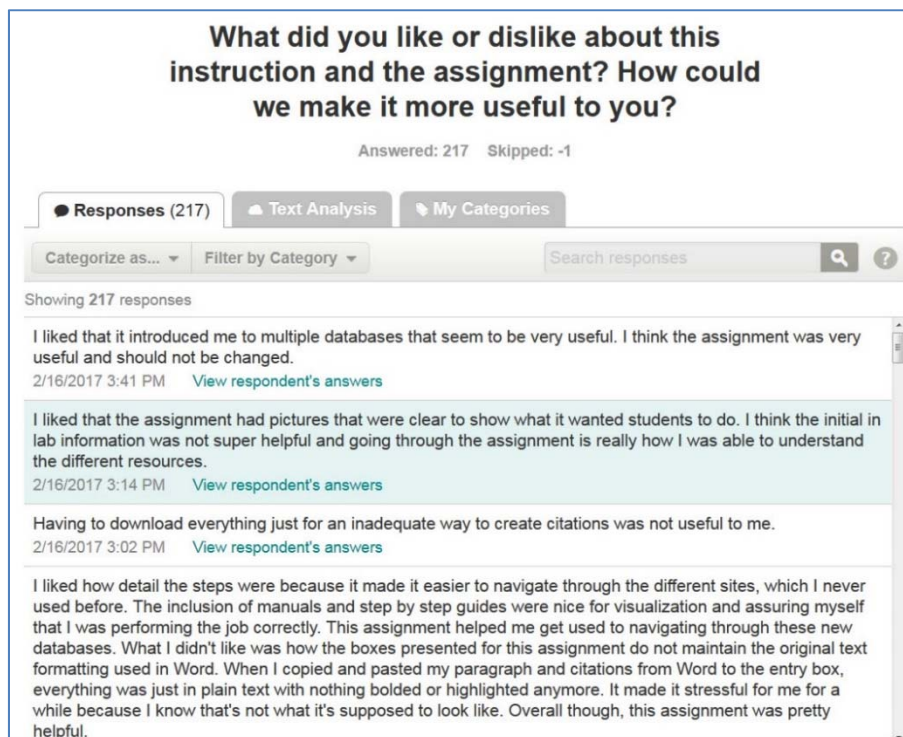 What did you like or dislike about this
instruction and the assignment? How could
we make it more useful to you?
Answered: 217 Skipped: -1
Responses (217) Text Analysis My Categories
Categorize as... Filter by Category Search responses ?
Showing 217 responses
I liked that it introduced me to multiple databases that seem to be very useful. I think the assignment was very
useful and should not be changed.
2/16/2017 3:41 PM View respondent's answers
I liked that the assignment had pictures that were clear to show what it wanted students to do. I think the initial in
lab information was not super helpful and going through the assignment is really how I was able to understand
the different resources.
2/16/2017 3:14 PM View respondent's answers
Having to download everything just for an inadequate way to create citations was not useful to me.
2/16/2017 3:02 PM View respondent's answers
I liked how detail the steps were because it made it easier to navigate through the different sites, which I never
used before. The inclusion of manuals and step by step guides were nice for visualization and assuring myself
that I was performing the job correctly. This assignment helped me get used to navigating through these new
databases. What I didn't like was how the boxes presented for this assignment do not maintain the original text
formatting used in Word. When I copied and pasted my paragraph and citations from Word to the entry box,
everything was just in plain text with nothing bolded or highlighted anymore. It made it stressful for me for a
while because I know that's not what it's supposed to look like. Overall though, this assignment was pretty
helpful.